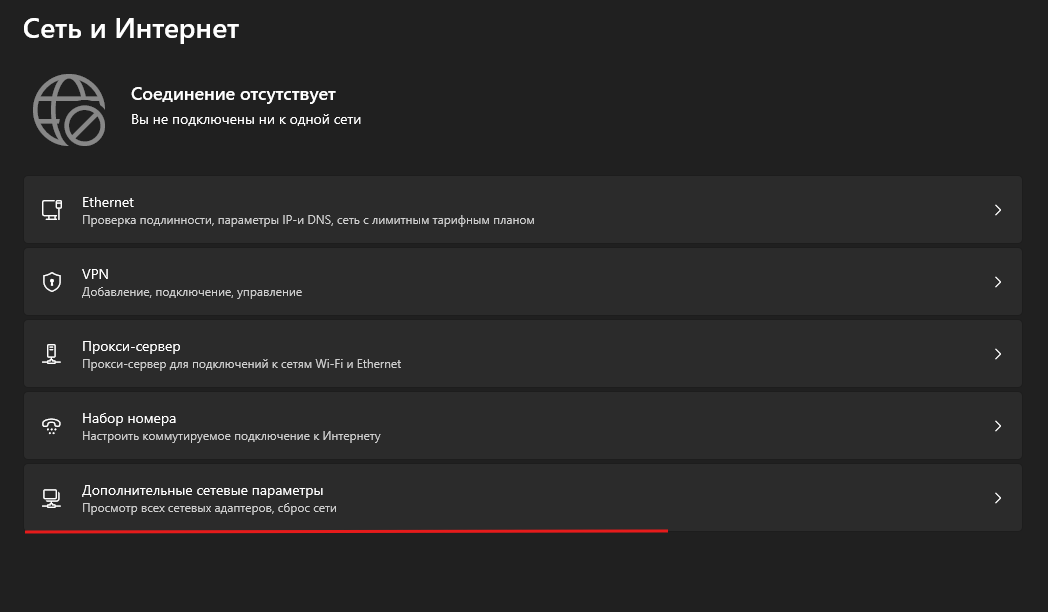 Сеть и Интернет
Соединение отсутствует
Вы не подключены ни к одной сети
Ethernet
Проверка подлинности, параметры IP-и DNS, сеть с лимитным тарифным планом
VPN
Добавление, подключение, управление
Прокси-сервер
Прокси-сервер для подключений к сетям Wi-Fi и Ethernet
Набор номера
Настроить коммутируемое подключение к Интернету
Дополнительные сетевые параметры
Просмотр всех сетевых адаптеров, сброс сети